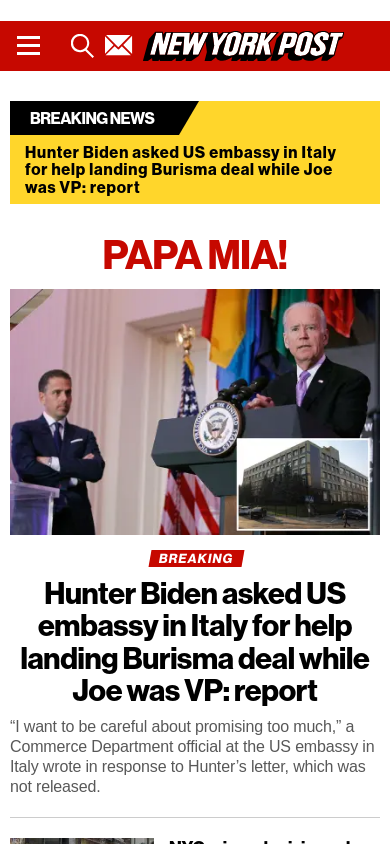 NEW YORK POST
BREAKING NEWS
Hunter Biden asked US embassy in Italy
for help landing Burisma deal while Joe
was VP: report
PAPA MIA!
BREAKING
Hunter Biden asked US
embassy in Italy for help
landing Burisma deal while
Joe was VP: report
“I want to be careful about promising too much,” a
Commerce Department official at the US embassy in
Italy wrote in response to Hunter’s letter, which was
not released.